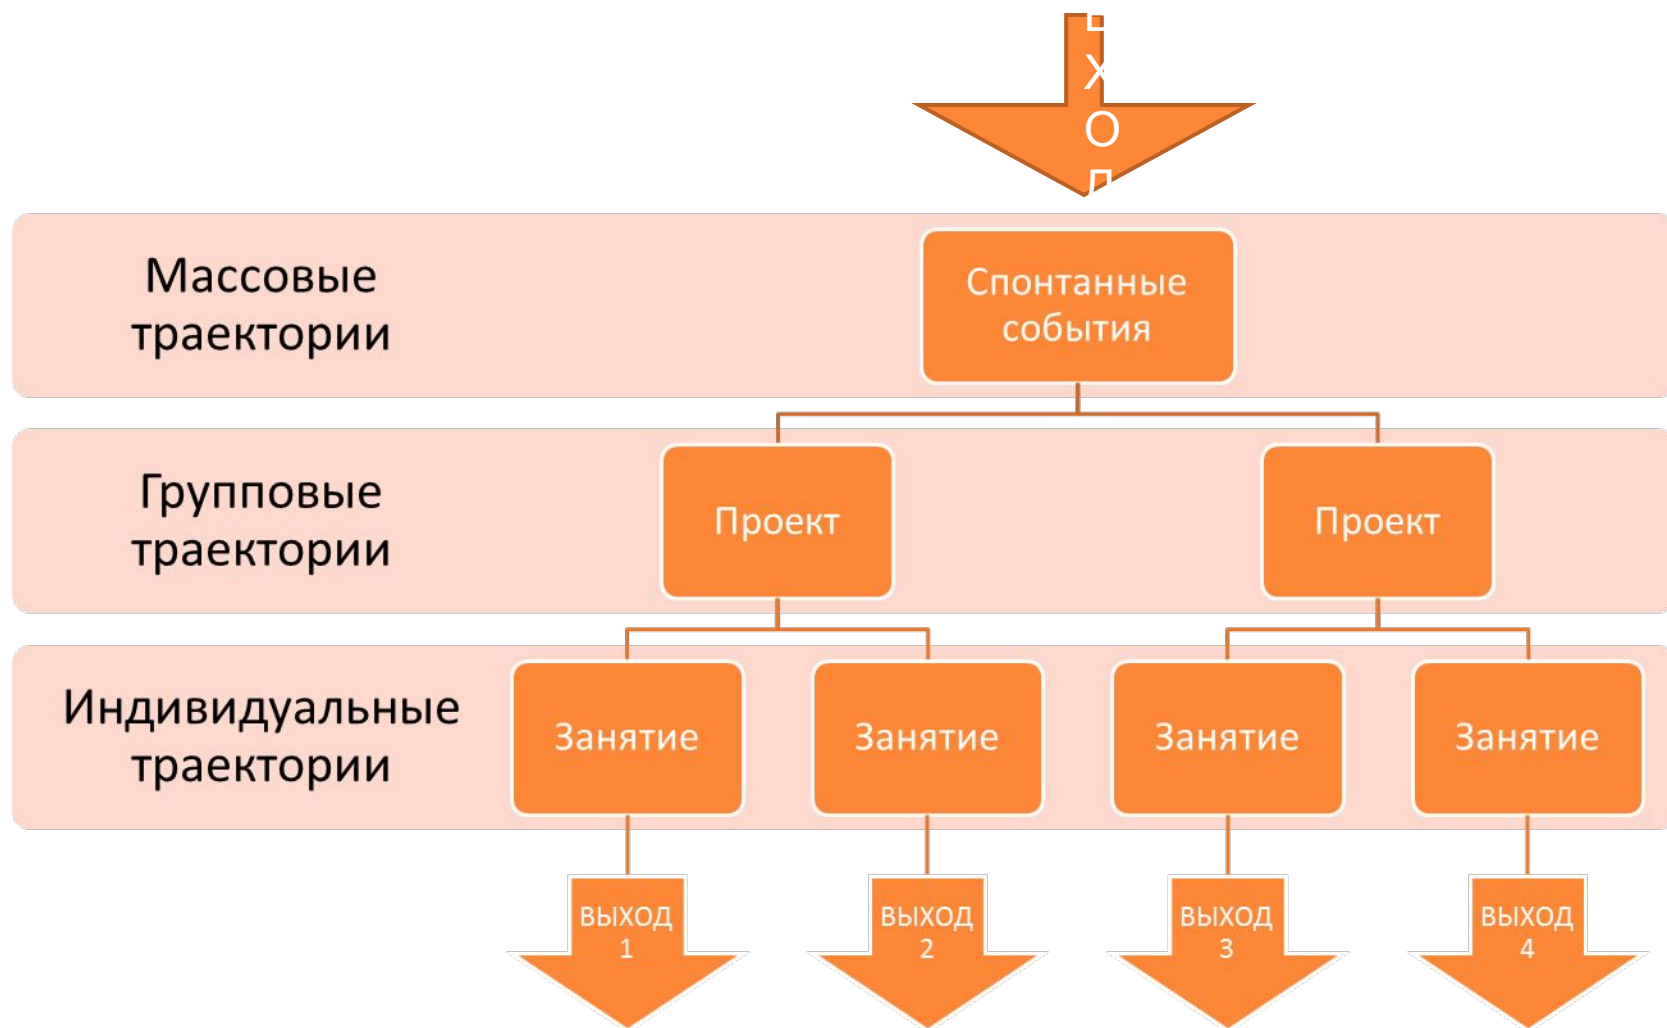 ВХОД
Массовые
траектории
Спонтанные
события
Групповые
траектории
Проект
Проект
Индивидуальные
траектории
Занятие
Занятие
Занятие
Занятие
ВЫХОД
1
ВЫХОД
2
ВЫХОД
3
ВЫХОД
4